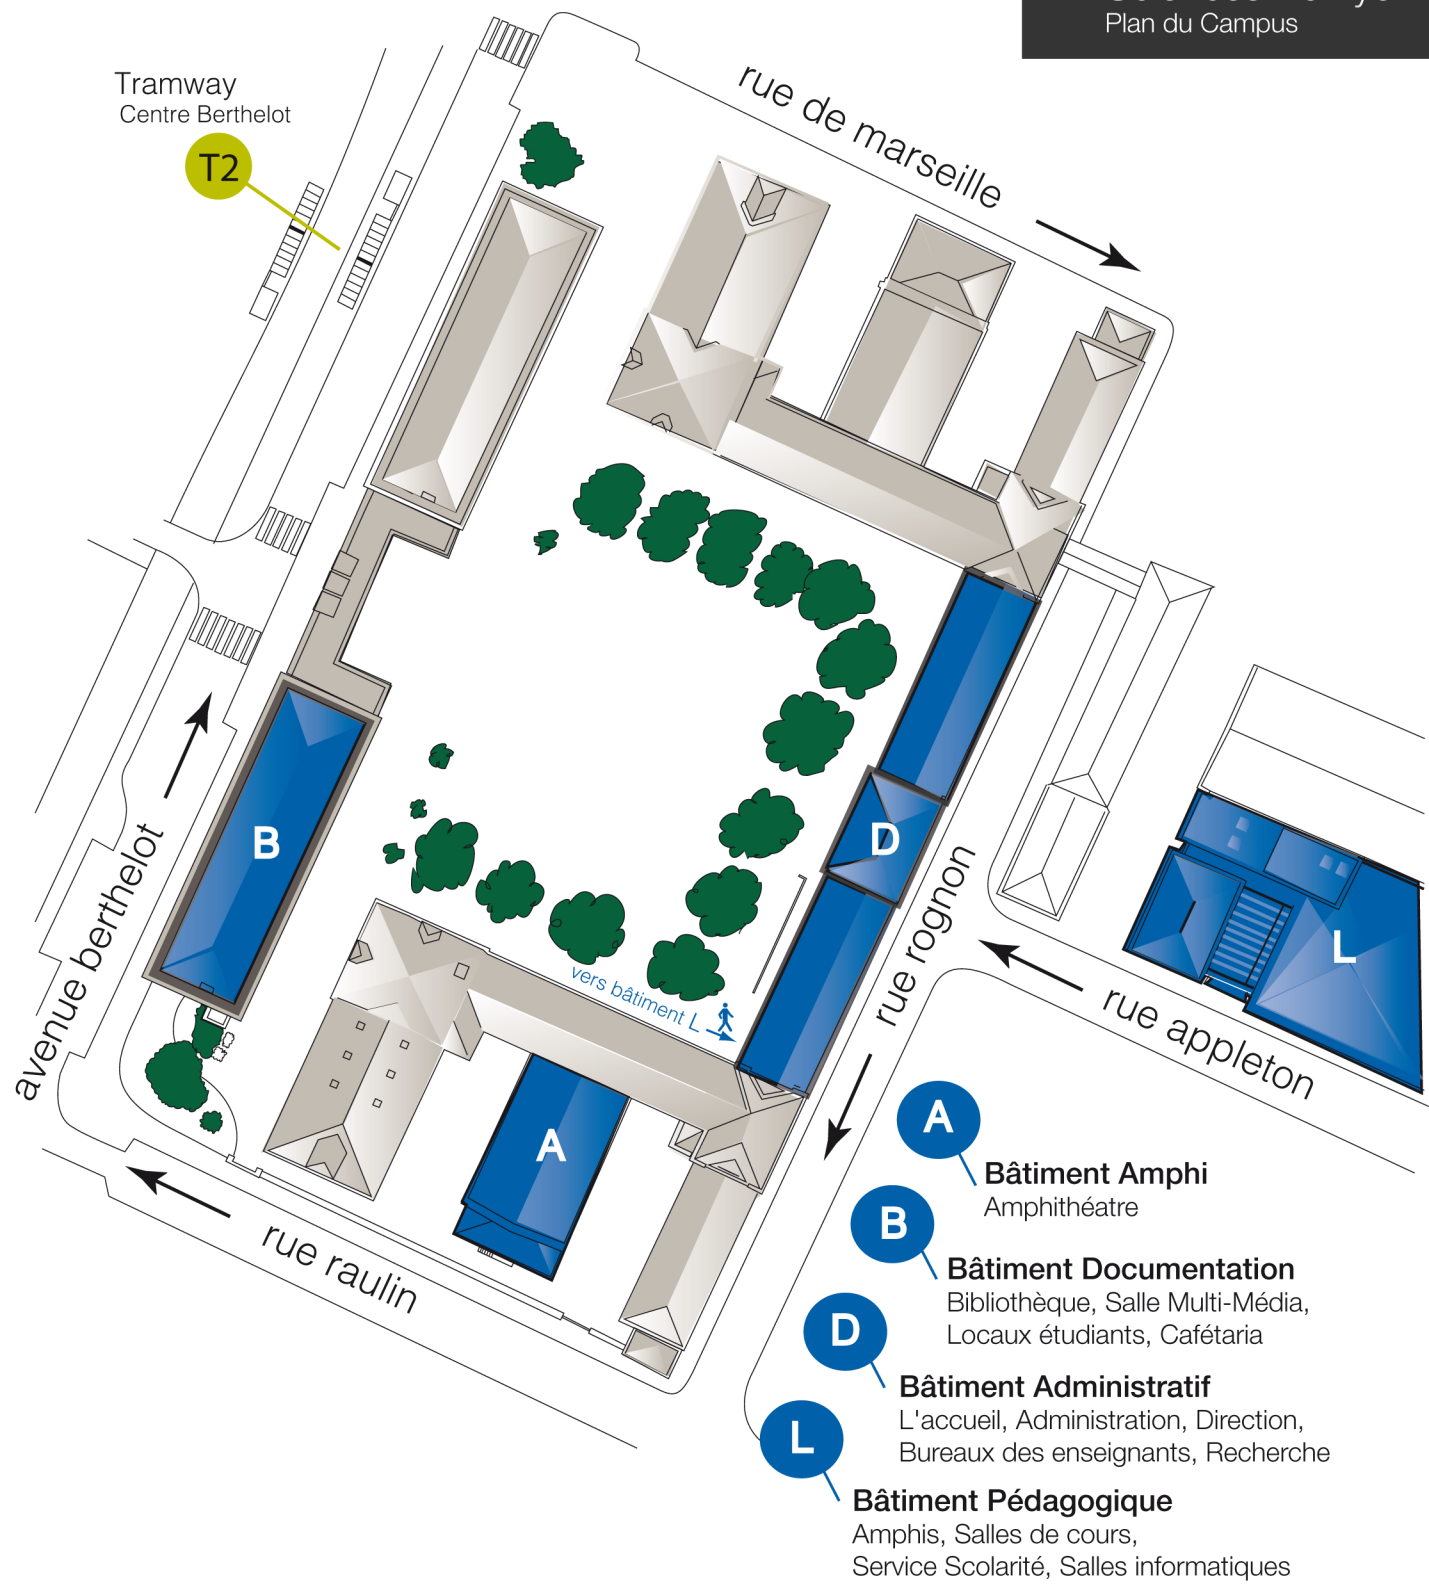 Plan du Campus
Tramway
Centre Berthelot
T2
rue de marseille
B
D
L
A
avenue berthelot
rue rognon
rue appleton
rue raulin
vers bâtiment L
A
Bâtiment Amphi
Amphithéatre
B
Bâtiment Documentation
Bibliothèque, Salle Multi-Média,
Locaux étudiants, Cafétaria
D
Bâtiment Administratif
L'accueil, Administration, Direction,
Bureaux des enseignants, Recherche
L
Bâtiment Pédagogique
Amphis, Salles de cours,
Service Scolarité, Salles informatiques